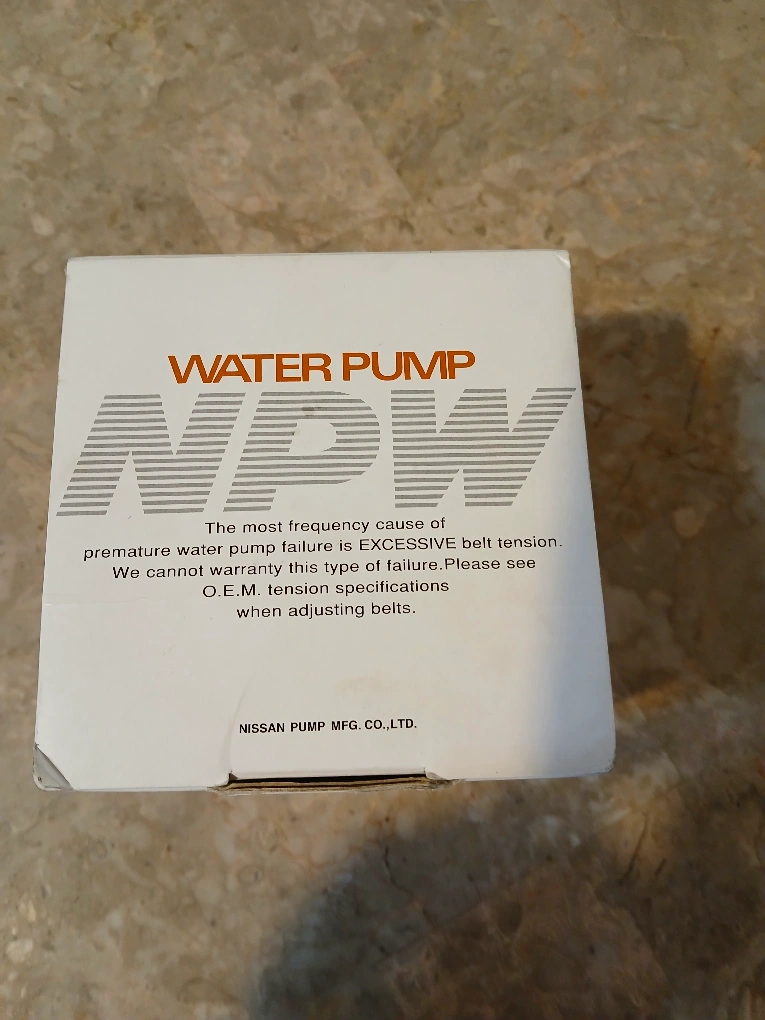 WATER PUMP
NPW
The most frequency cause of
premature water pump failure is EXCESSIVE belt tension.
We cannot warranty this type of failure.Please see
O.E.M. tension specifications
when adjusting belts.
NISSAN PUMP MFG. CO.,LTD.